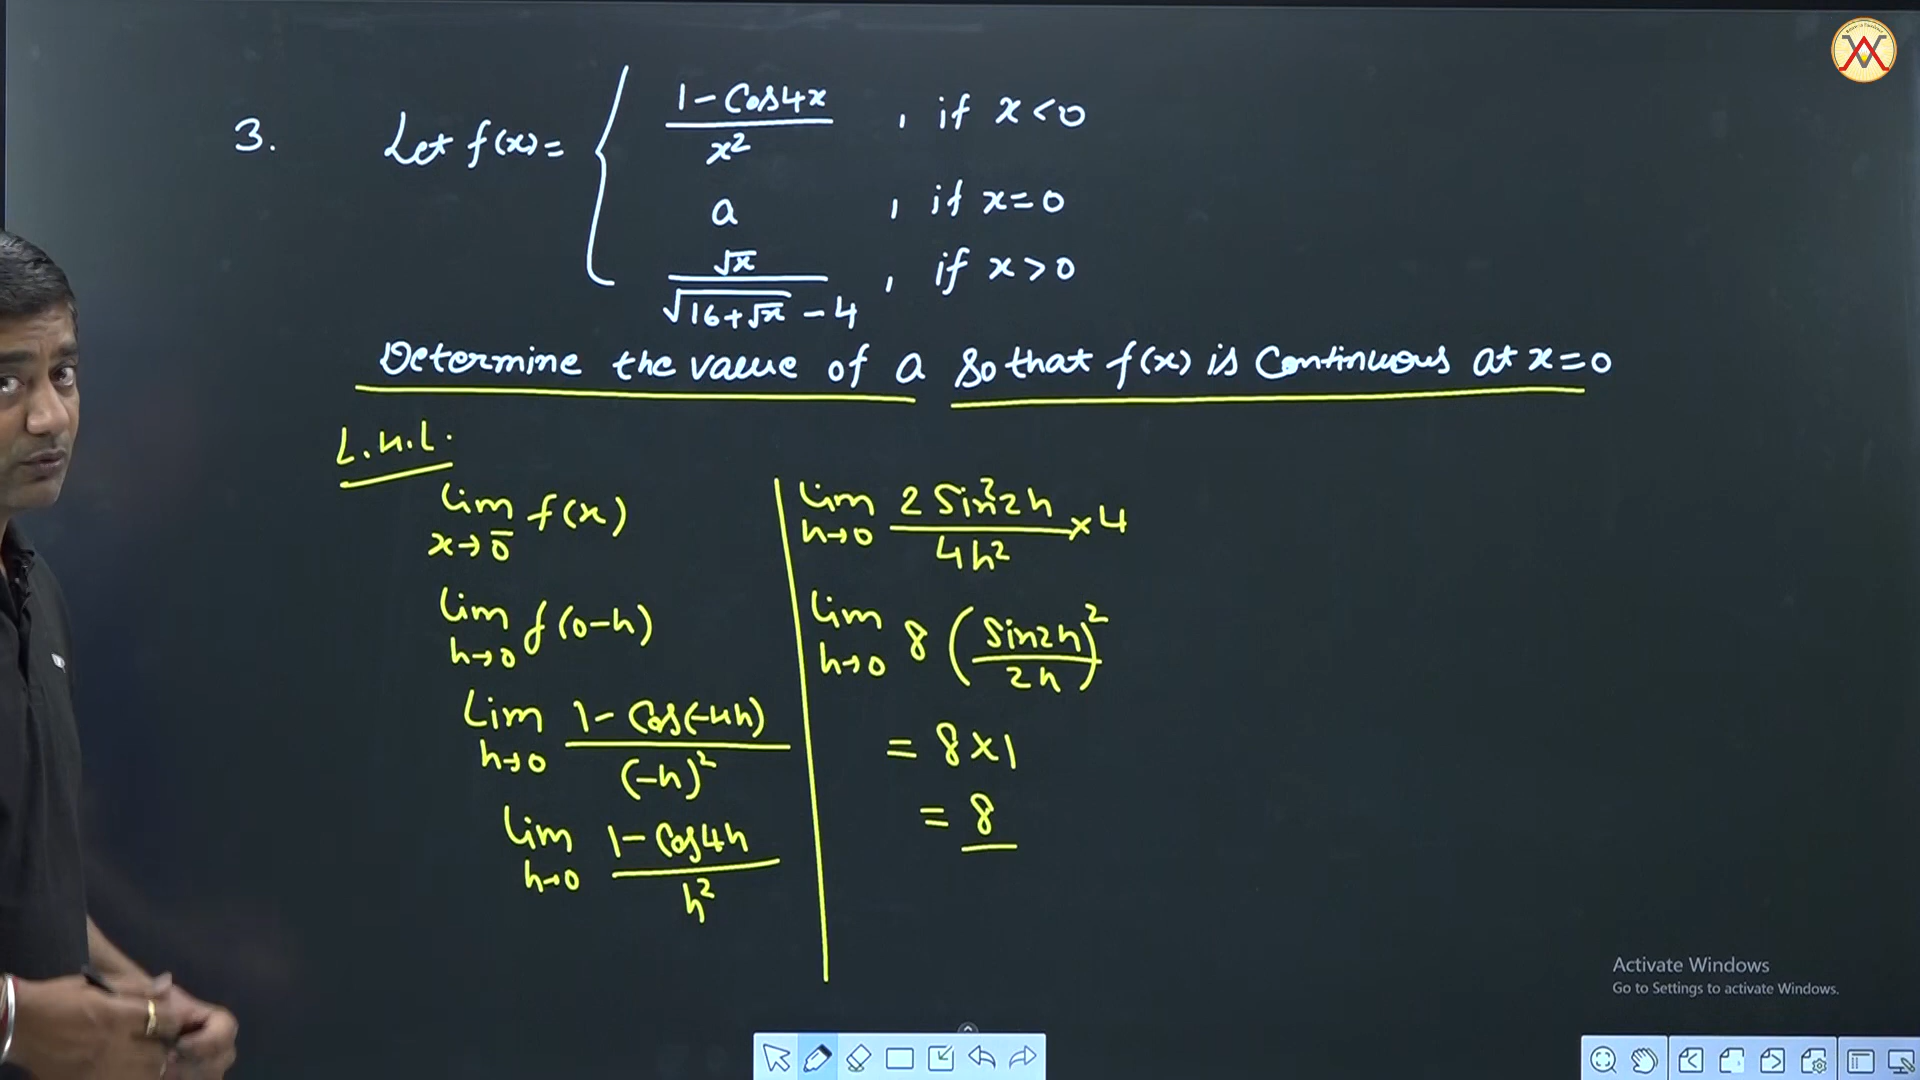 3. Let f(x) = { 1 - Cos4x / x² , if x < 0
a , if x = 0
√x / √16+√x - 4 , if x > 0
Determine the value of a so that f(x) is Continuous at x = 0
L.H.L.
lim x→0⁻ f(x)
lim h→0 f(0-h)
Lim h→0 1 - Cos(-4h) / (-h)²
Lim h→0 1 - Cos4h / h²
Lim h→0 2 Sin²2h / 4h² × 4
Lim h→0 8 (Sin2h / 2h)²
= 8 × 1
= 8
Activate Windows
Go to Settings to activate Windows.